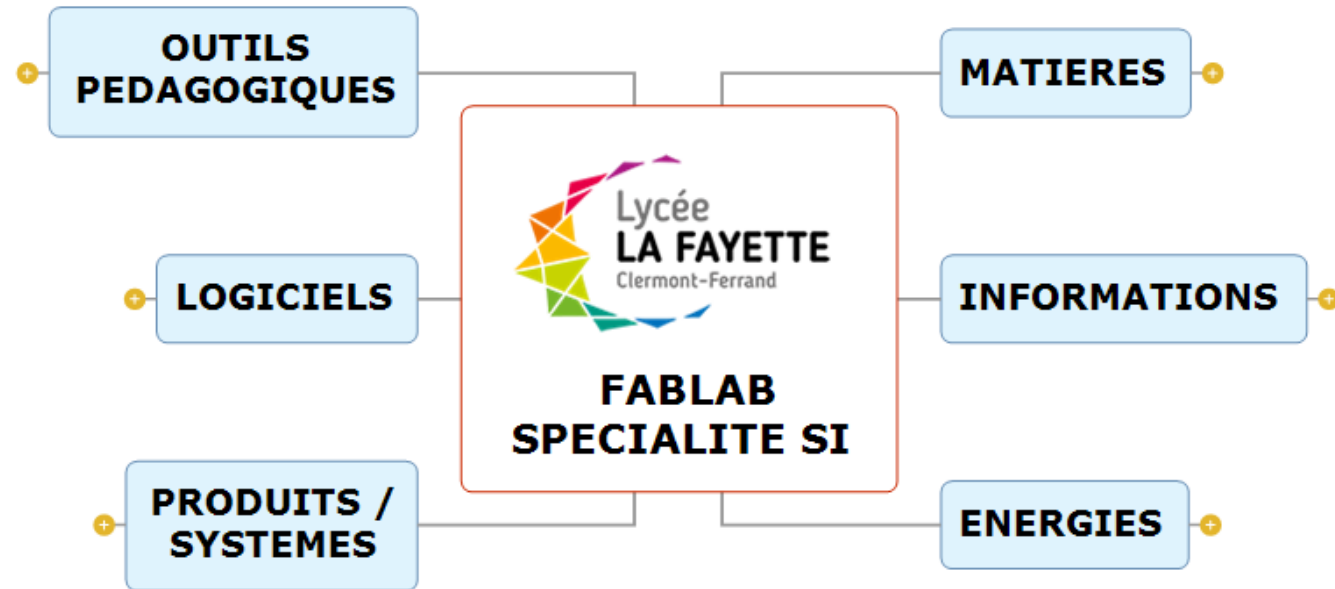 OUTILS
PEDAGOGIQUES
LOGICIELS
PRODUITS /
SYSTEMES
Lycée
LA FAYETTE
Clermont-Ferrand
FABLAB
SPECIALITE SI
MATIERES
INFORMATIONS
ENERGIES